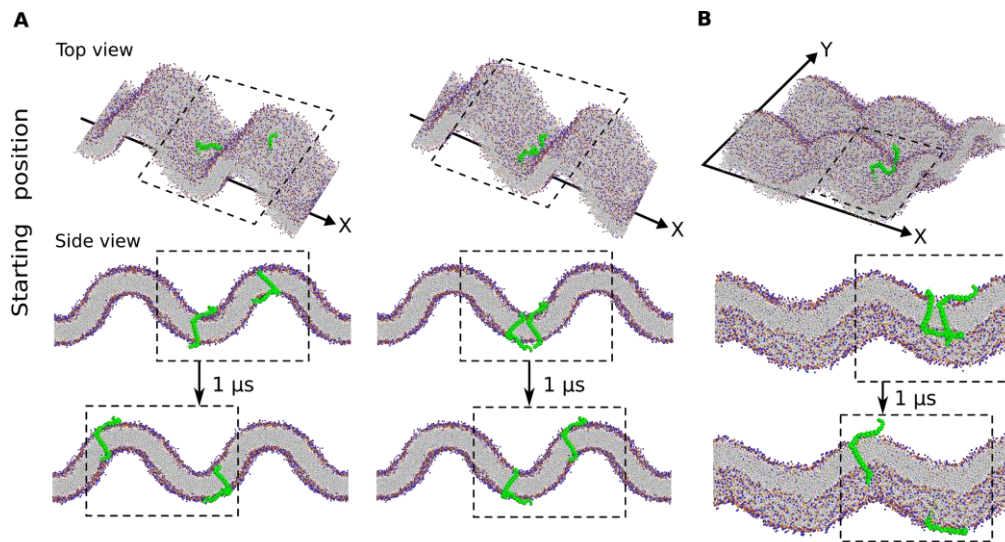 A
B
Top view
Y
X
X
X
Starting position
Side view
1 μs
1 μs
1 μs